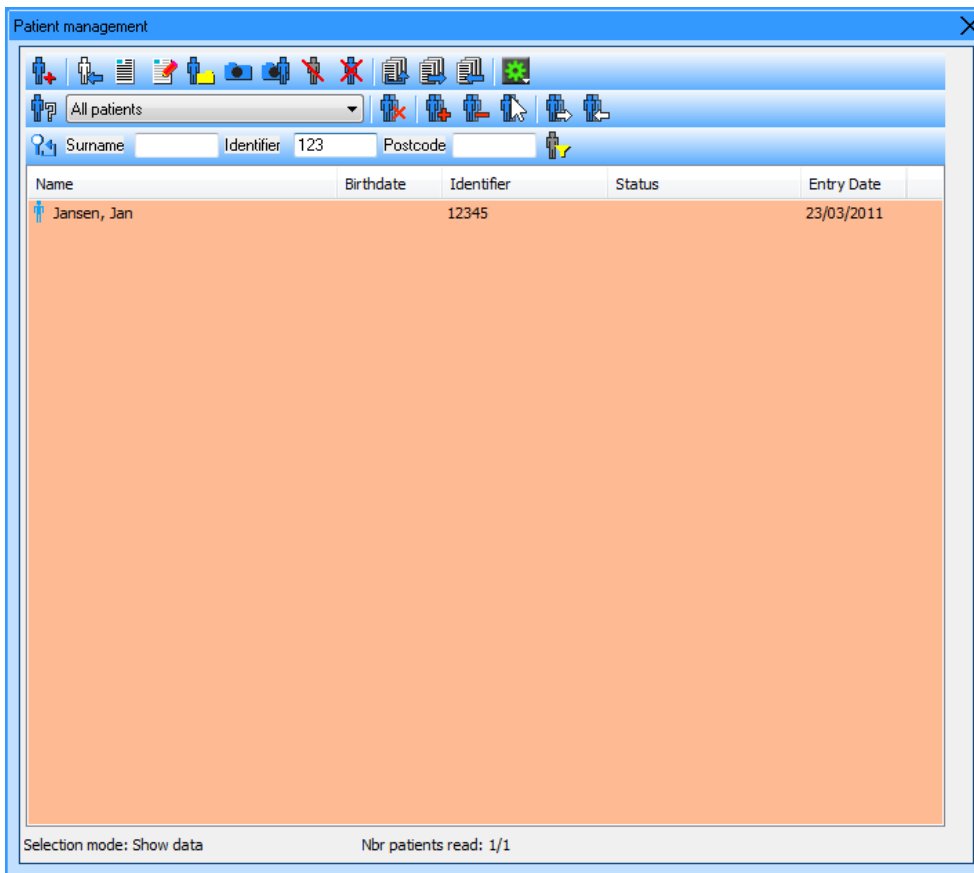 Patient management
All patients
Surname Identifier 123 Postcode
Name Birthdate Identifier Status Entry Date
Jansen, Jan 12345 23/03/2011
Selection mode: Show data Nbr patients read: 1/1